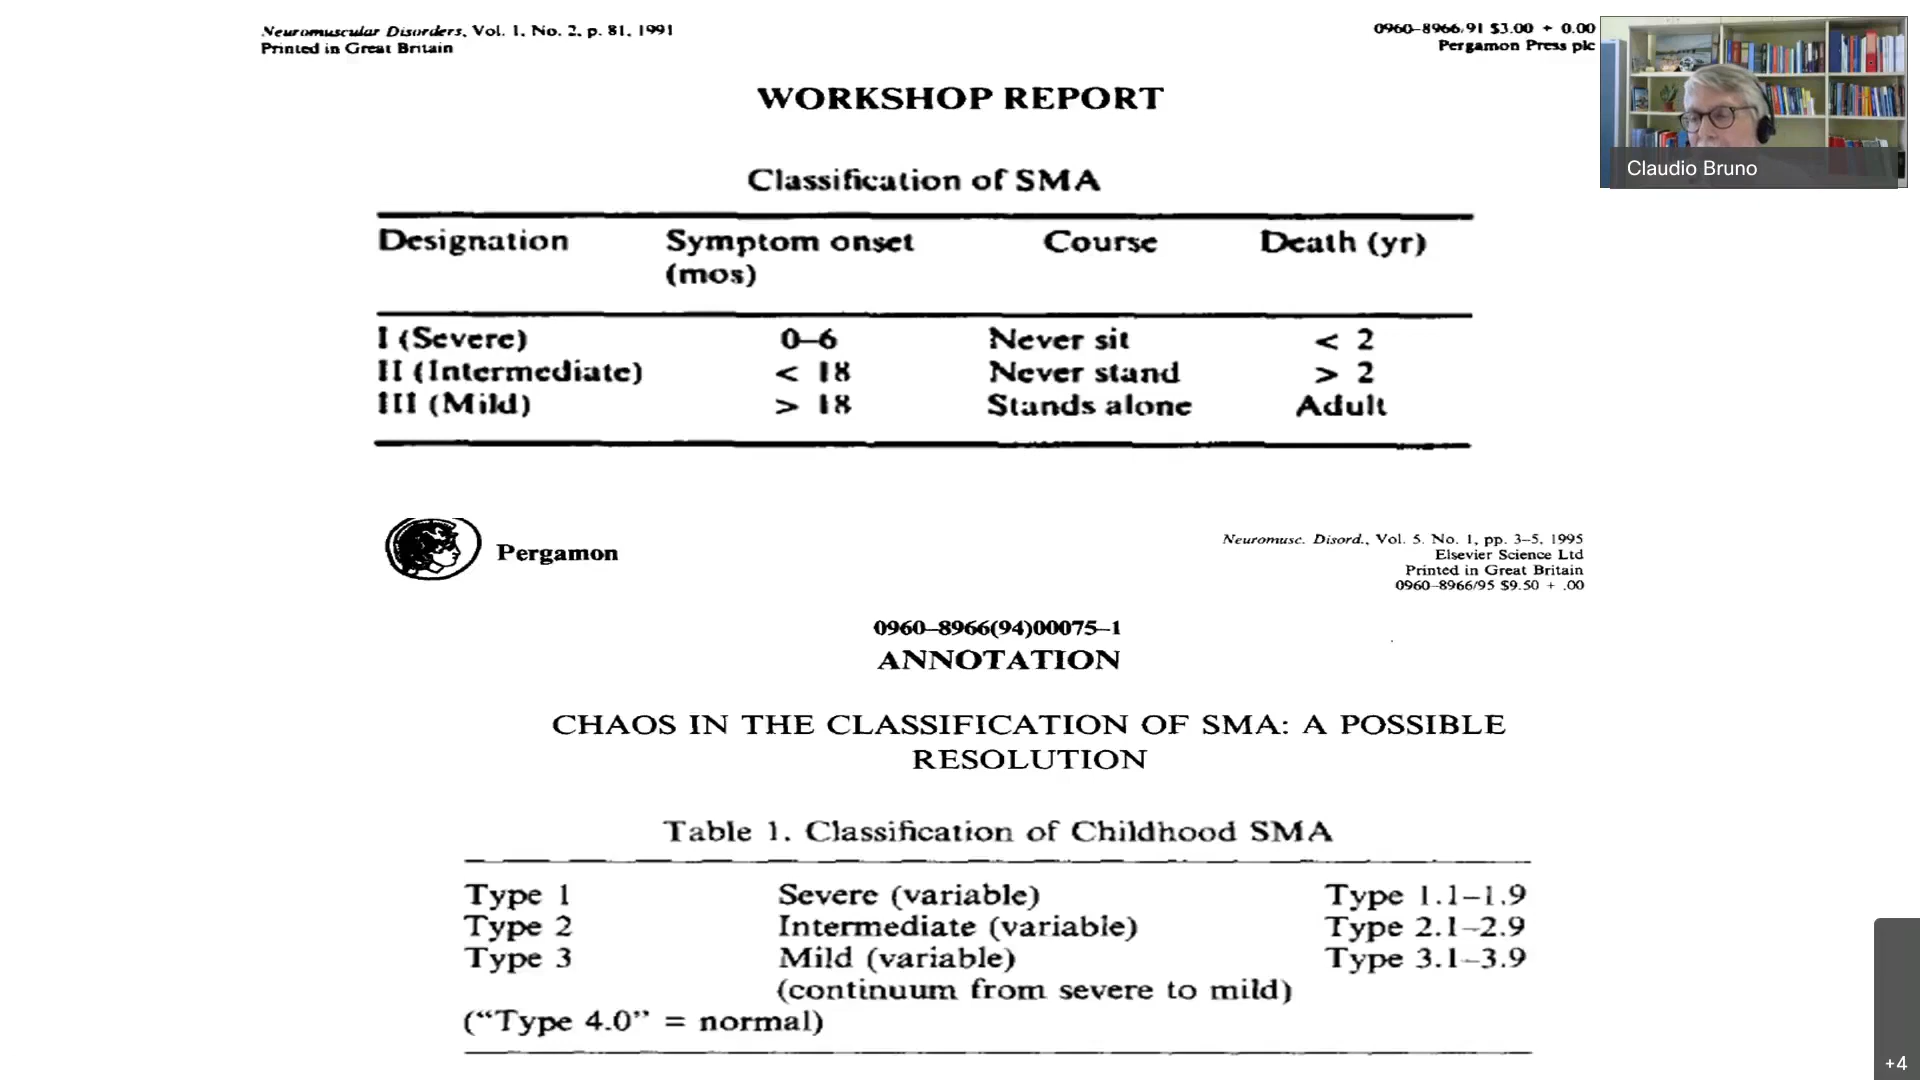 Neuromuscular Disorders, Vol. 1, No. 2, p. 81, 1991
Printed in Great Britain
0960-8966/91 $3.00 + 0.00
Pergamon Press plc
Claudio Bruno
WORKSHOP REPORT
Classification of SMA
Designation Symptom onset (mos) Course Death (yr)
I (Severe) 0–6 Never sit < 2
II (Intermediate) < 18 Never stand > 2
III (Mild) > 18 Stands alone Adult
Pergamon
Neuromusc. Disord., Vol. 5. No. 1, pp. 3–5, 1995
Elsevier Science Ltd
Printed in Great Britain
0960–8966/95 $9.50 + .00
0960–8966(94)00075–1
ANNOTATION
CHAOS IN THE CLASSIFICATION OF SMA: A POSSIBLE
RESOLUTION
Table 1. Classification of Childhood SMA
Type 1 Severe (variable) Type 1.1–1.9
Type 2 Intermediate (variable) Type 2.1–2.9
Type 3 Mild (variable) Type 3.1–3.9
(continuum from severe to mild)
(“Type 4.0” = normal)
+4